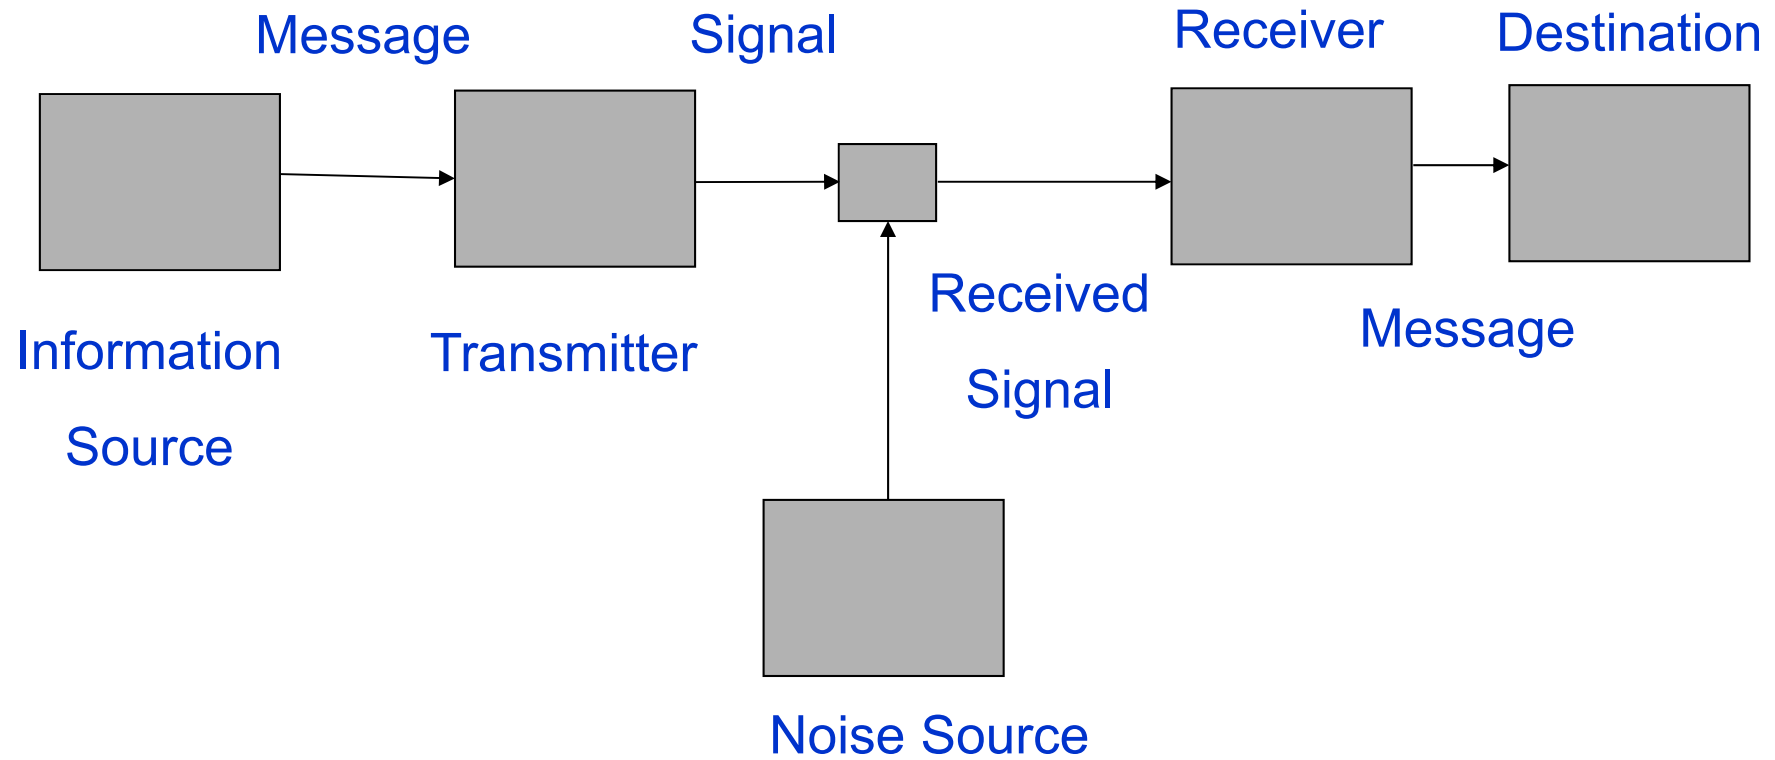 Message
Signal
Receiver
Destination
Information
Source
Transmitter
Received
Signal
Message
Noise Source